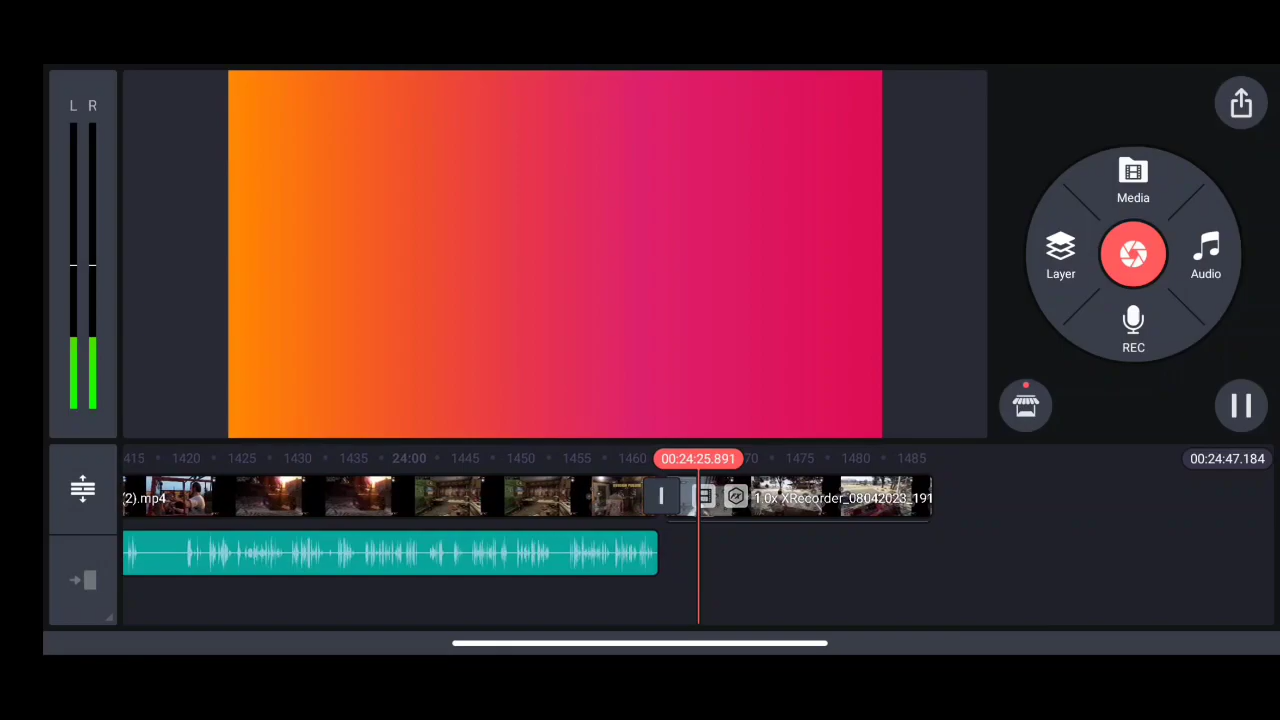 L R
Media
Layer
Audio
REC
415 1420 1425 1430 1435 24:00 1445 1450 1455 1460 00:24:25.891 70 1475 1480 1485 00:24:47.184
(2).mp4 1.0x XRecorder_08042023_191